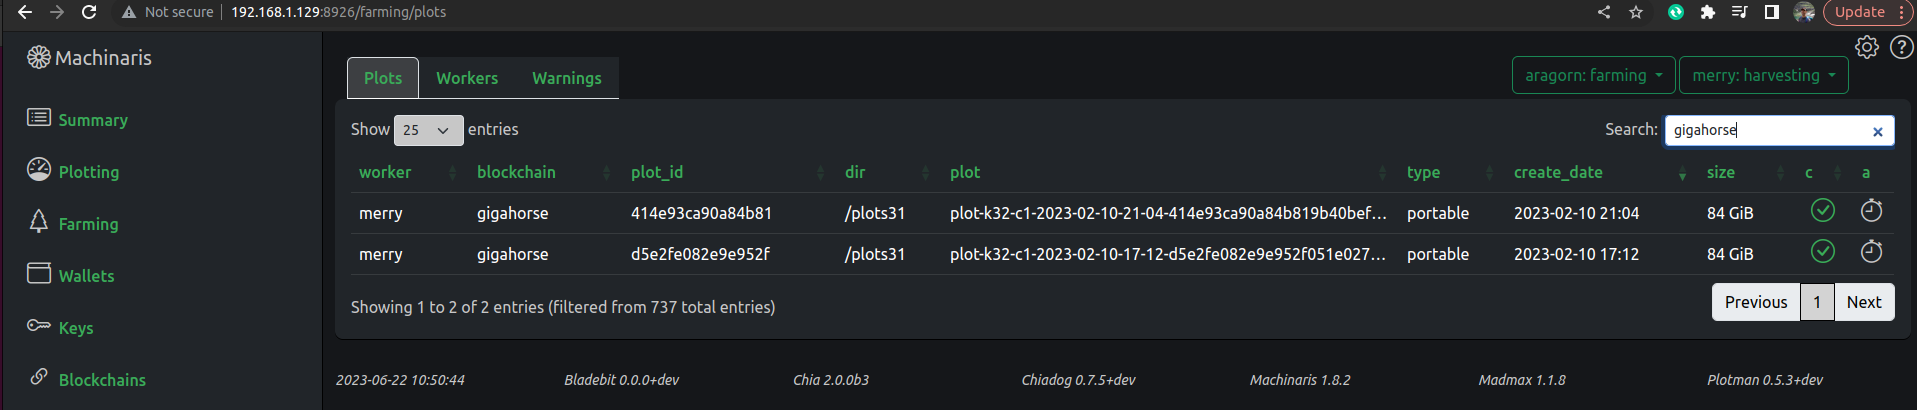 Not secure 192.168.1.129:8926/farming/plots Update
Machinaris
Summary
Plotting
Farming
Wallets
Keys
Blockchains
Plots Workers Warnings
aragorn: farming merry: harvesting
Show 25 entries
Search: gigahorse
worker blockchain plot_id dir plot type create_date size c a
merry gigahorse 414e93ca90a84b81 /plots31 plot-k32-c1-2023-02-10-21-04-414e93ca90a84b819b40bef... portable 2023-02-10 21:04 84 GiB
merry gigahorse d5e2fe082e9e952f /plots31 plot-k32-c1-2023-02-10-17-12-d5e2fe082e9e952f051e027... portable 2023-02-10 17:12 84 GiB
Showing 1 to 2 of 2 entries (filtered from 737 total entries)
Previous 1 Next
2023-06-22 10:50:44 Bladebit 0.0.0+dev Chia 2.0.0b3 Chiadog 0.7.5+dev Machinaris 1.8.2 Madmax 1.1.8 Plotman 0.5.3+dev